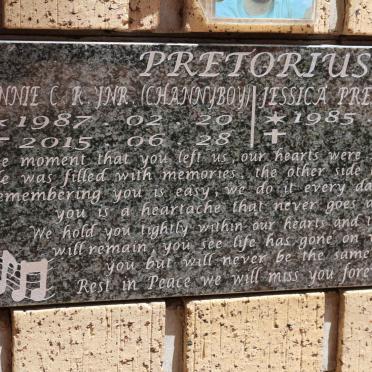 PRETORIUS
NNIE C. R. JNR. (CHANNYBOY) JESSICA PRE
* 1987 02 20 * 1985
2015 06 28 ✝
e moment that you left us, our hearts were
e was filled with memories, the other side
emembering you is easy, we do it every da
you is a heartache that never goes a
We hold you tightly within our hearts and
will remain, you see life has gone on
you but will never be the same
Rest in Peace we will miss you fore